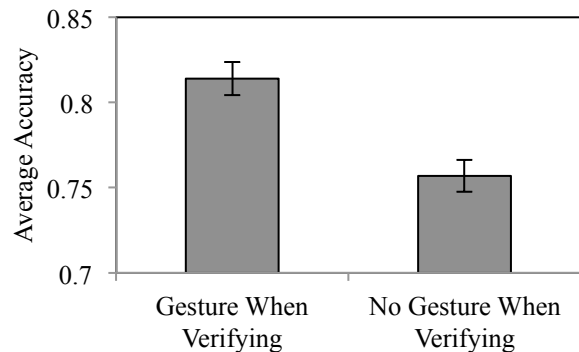 0.85
0.8
0.75
0.7
Average Accuracy
Gesture When
Verifying
No Gesture When
Verifying